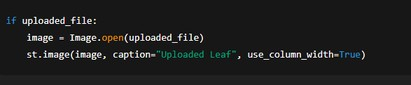 if uploaded_file:
    image = Image.open(uploaded_file)
    st.image(image, caption="Uploaded Leaf", use_column_width=True)